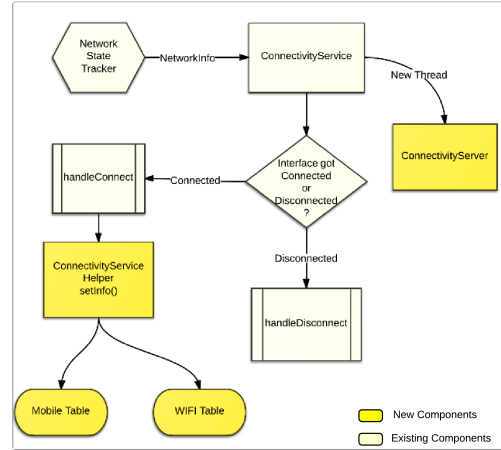 Network
State
Tracker
NetworkInfo
ConnectivityService
New Thread
ConnectivityServer
Interface got
Connected
or
Disconnected
?
Connected
handleConnect
Disconnected
ConnectivityService
Helper
setInfo()
handleDisconnect
Mobile Table
WIFI Table
New Components
Existing Components